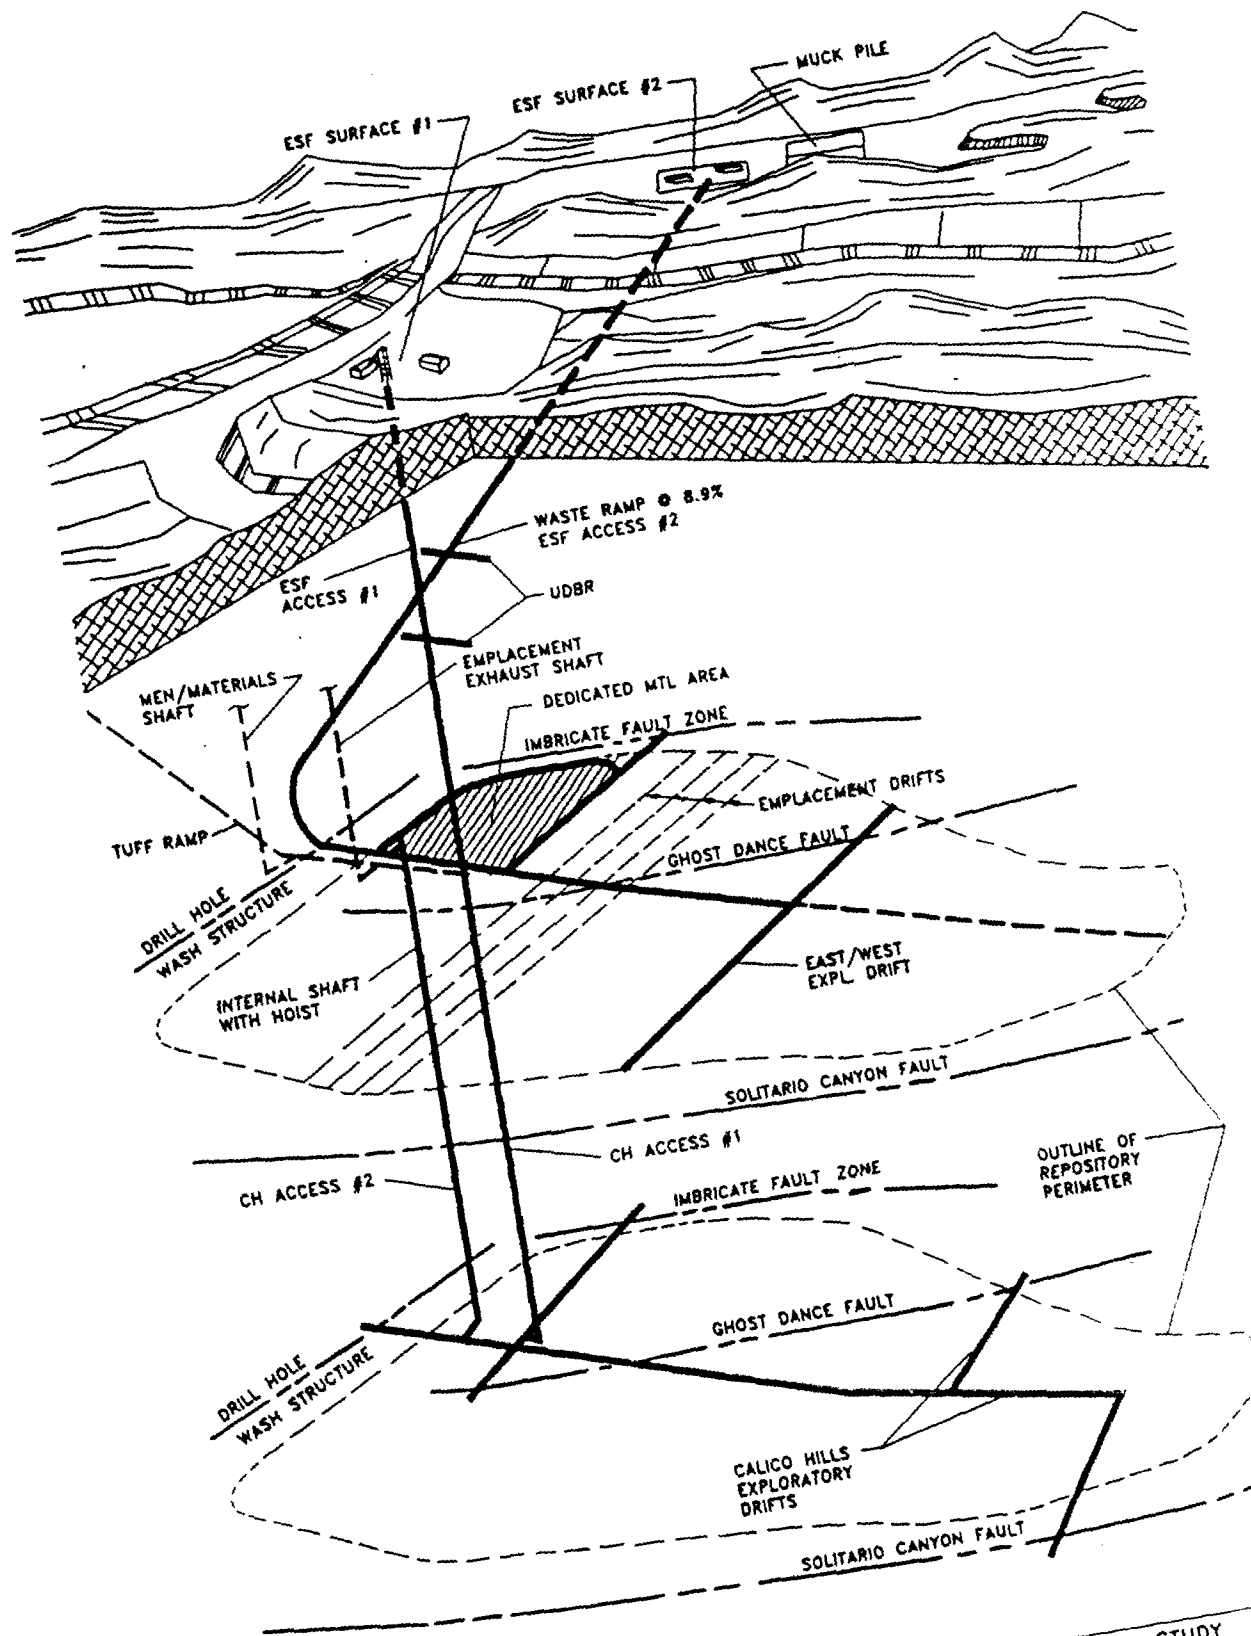 MUCK PILE
ESF SURFACE #2
ESF SURFACE #1
WASTE RAMP @ 8.9%
ESF ACCESS #2
ESF
ACCESS #1
UDBR
EMPLACEMENT
EXHAUST SHAFT
MEN/MATERIALS
SHAFT
DEDICATED MTL AREA
IMBRICATE FAULT ZONE
EMPLACEMENT DRIFTS
TUFF RAMP
GHOST DANCE FAULT
DRILL HOLE
WASH STRUCTURE
EAST/WEST
EXPL. DRIFT
INTERNAL SHAFT
WITH HOIST
SOLITARIO CANYON FAULT
CH ACCESS #1
OUTLINE OF
REPOSITORY
PERIMETER
CH ACCESS #2
IMBRICATE FAULT ZONE
GHOST DANCE FAULT
DRILL HOLE
WASH STRUCTURE
CALICO HILLS
EXPLORATORY
DRIFTS
SOLITARIO CANYON FAULT
STUDY